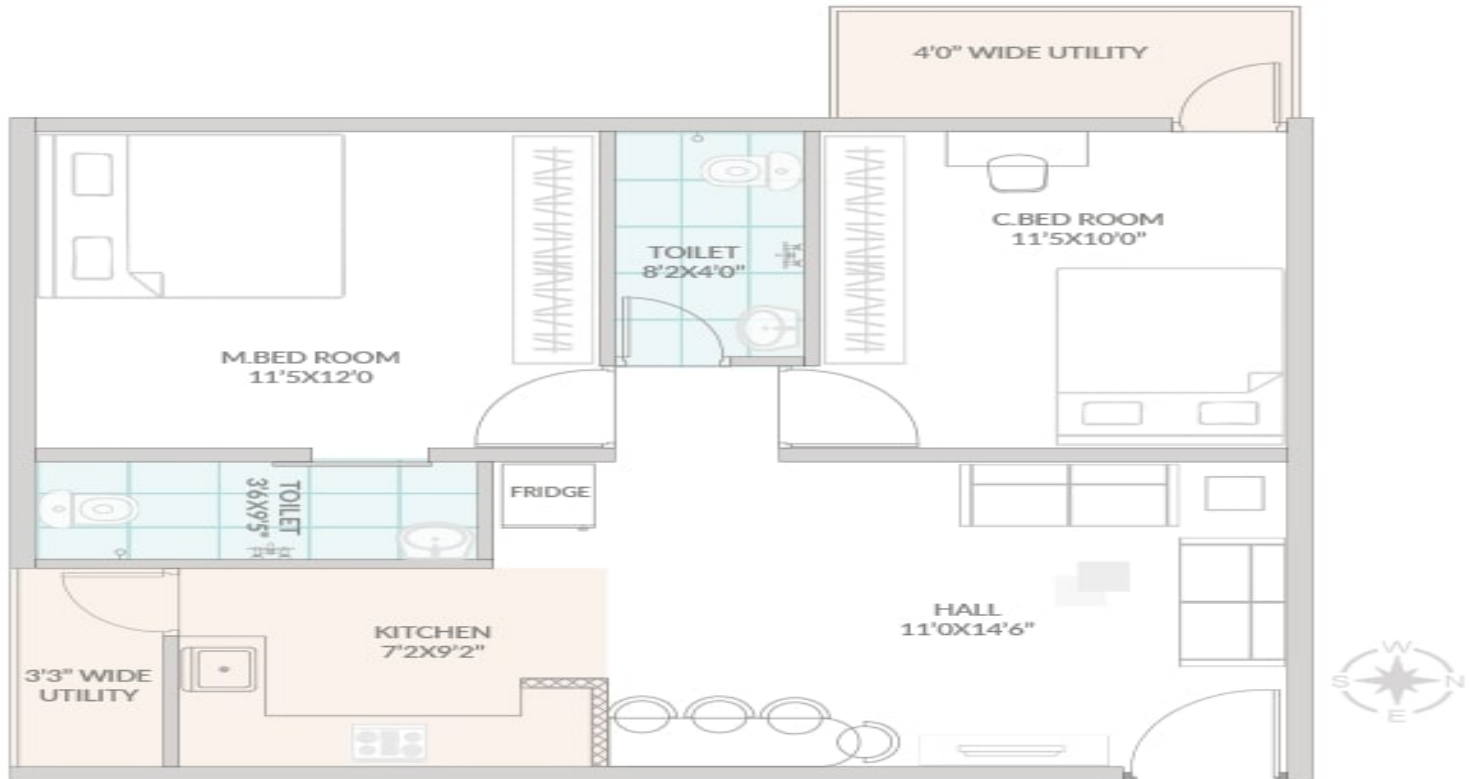 4'0" WIDE UTILITY
C.BED ROOM
11'5X10'0"
TOILET
8'2X4'0"
M.BED ROOM
11'5X12'0
TOILET
3'6X9'5"
FRIDGE
HALL
11'0X14'6"
KITCHEN
7'2X9'2"
3'3" WIDE
UTILITY
W
S
N
E